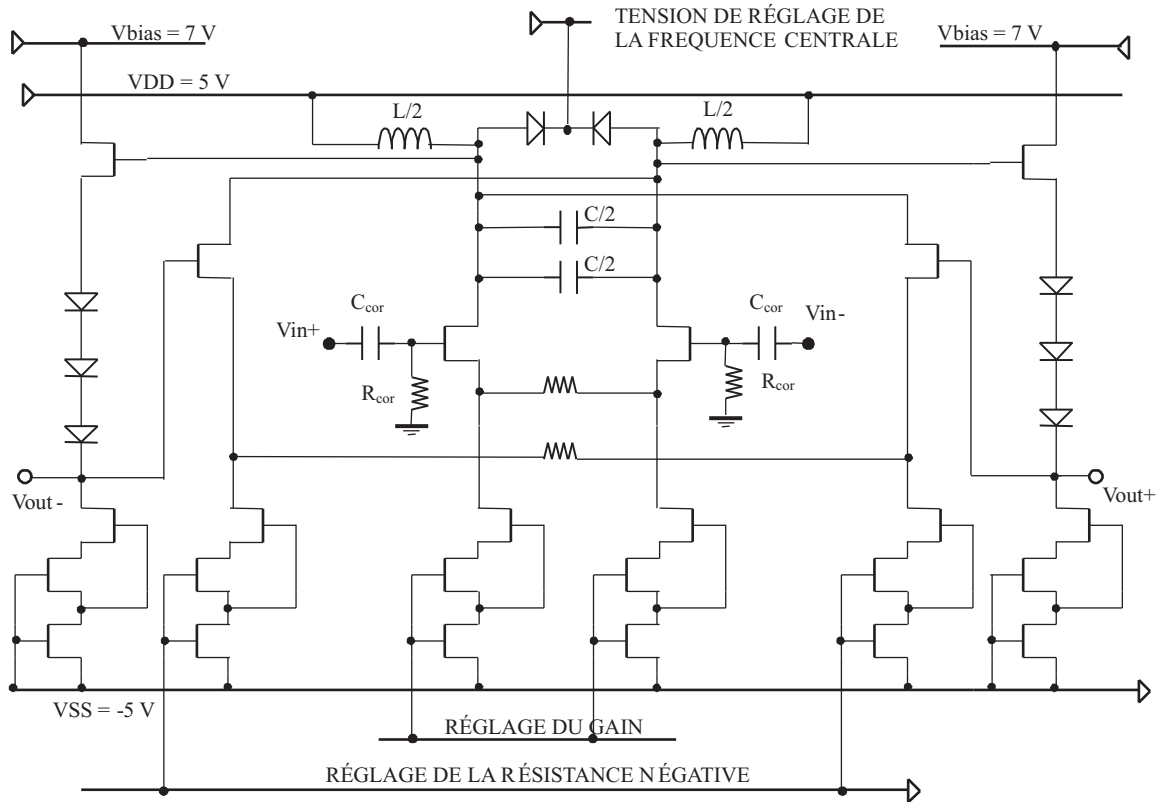 TENSION DE RÉGLAGE DE
LA FREQUENCE CENTRALE
Vbias = 7 V
Vbias = 7 V
VDD = 5 V
L/2
L/2
C/2
C/2
Ccor
Ccor
Vin+
Vin-
Rcor
Rcor
Vout -
Vout+
VSS = -5 V
RÉGLAGE DU GAIN
RÉGLAGE DE LA RÉSISTANCE NÉGATIVE